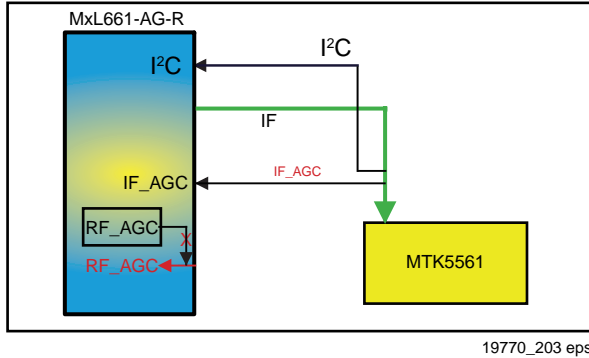 MxL661-AG-R
I²C
I²C
IF
IF_AGC
IF_AGC
RF_AGC
X
RF_AGC
MTK5561
19770_203 eps